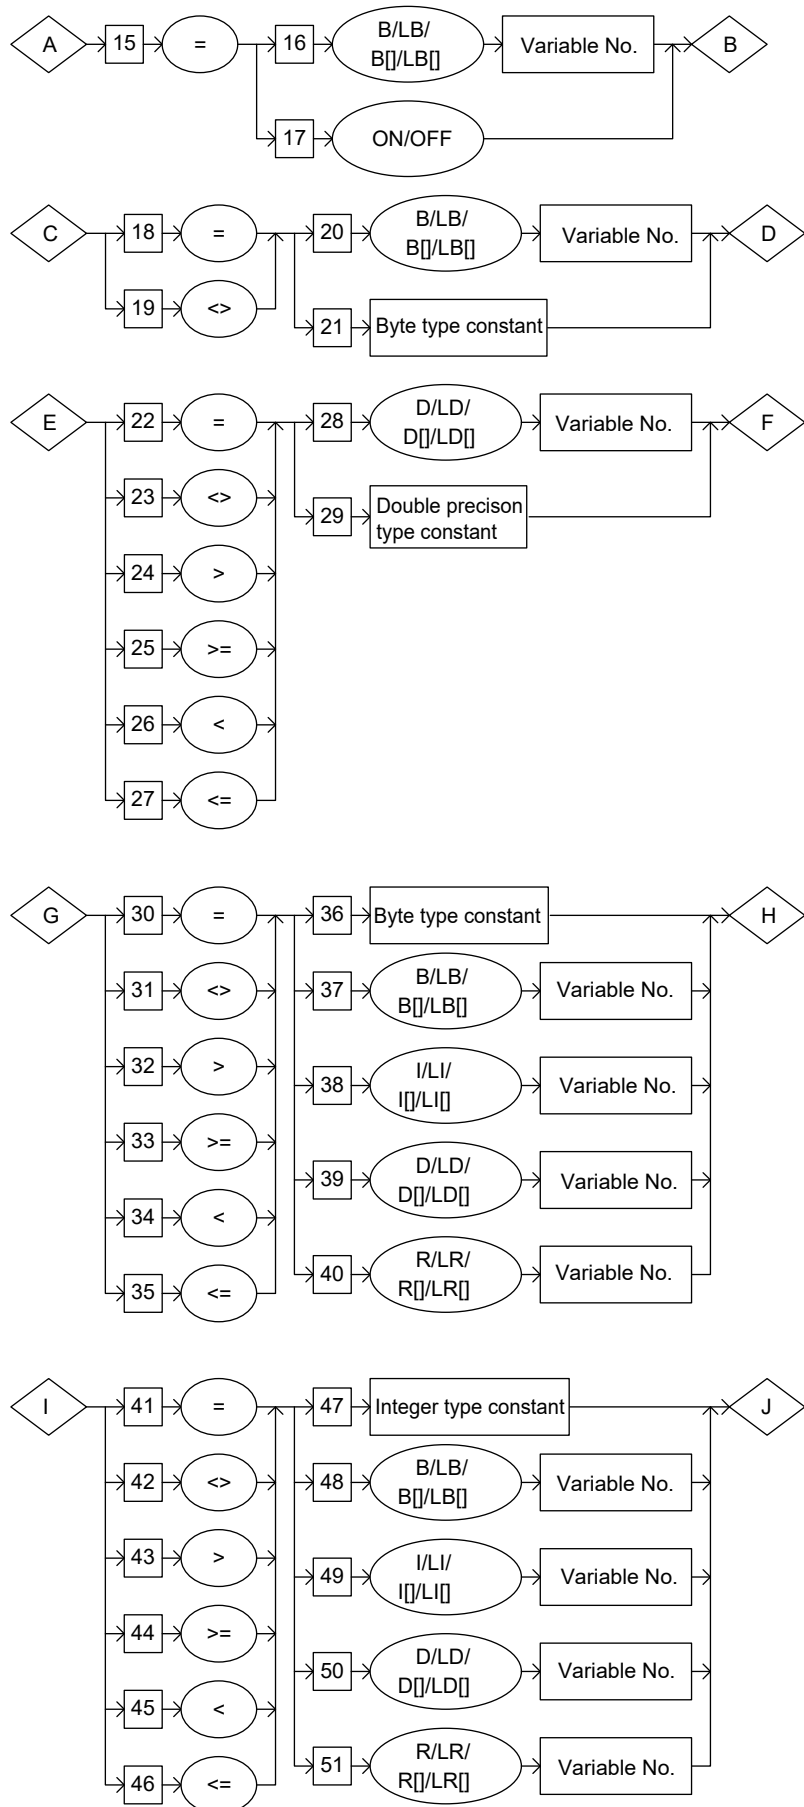 A 15 = 16 B/LB/ Variable No. B
B[]/LB[]
17 ON/OFF
C 18 = 20 B/LB/ Variable No. D
B[]/LB[]
19 <> 21 Byte type constant
E 22 = 28 D/LD/ Variable No. F
D[]/LD[]
23 <> 29 Double precison
type constant
24 >
25 >=
26 <
27 <=
G 30 = 36 Byte type constant H
31 <> 37 B/LB/ Variable No.
B[]/LB[]
32 > 38 I/LI/ Variable No.
I[]/LI[]
33 >= 39 D/LD/ Variable No.
D[]/LD[]
34 <
35 <= 40 R/LR/ Variable No.
R[]/LR[]
I 41 = 47 Integer type constant J
42 <> 48 B/LB/ Variable No.
B[]/LB[]
43 > 49 I/LI/ Variable No.
I[]/LI[]
44 >= 50 D/LD/ Variable No.
D[]/LD[]
45 <
46 <= 51 R/LR/ Variable No.
R[]/LR[]